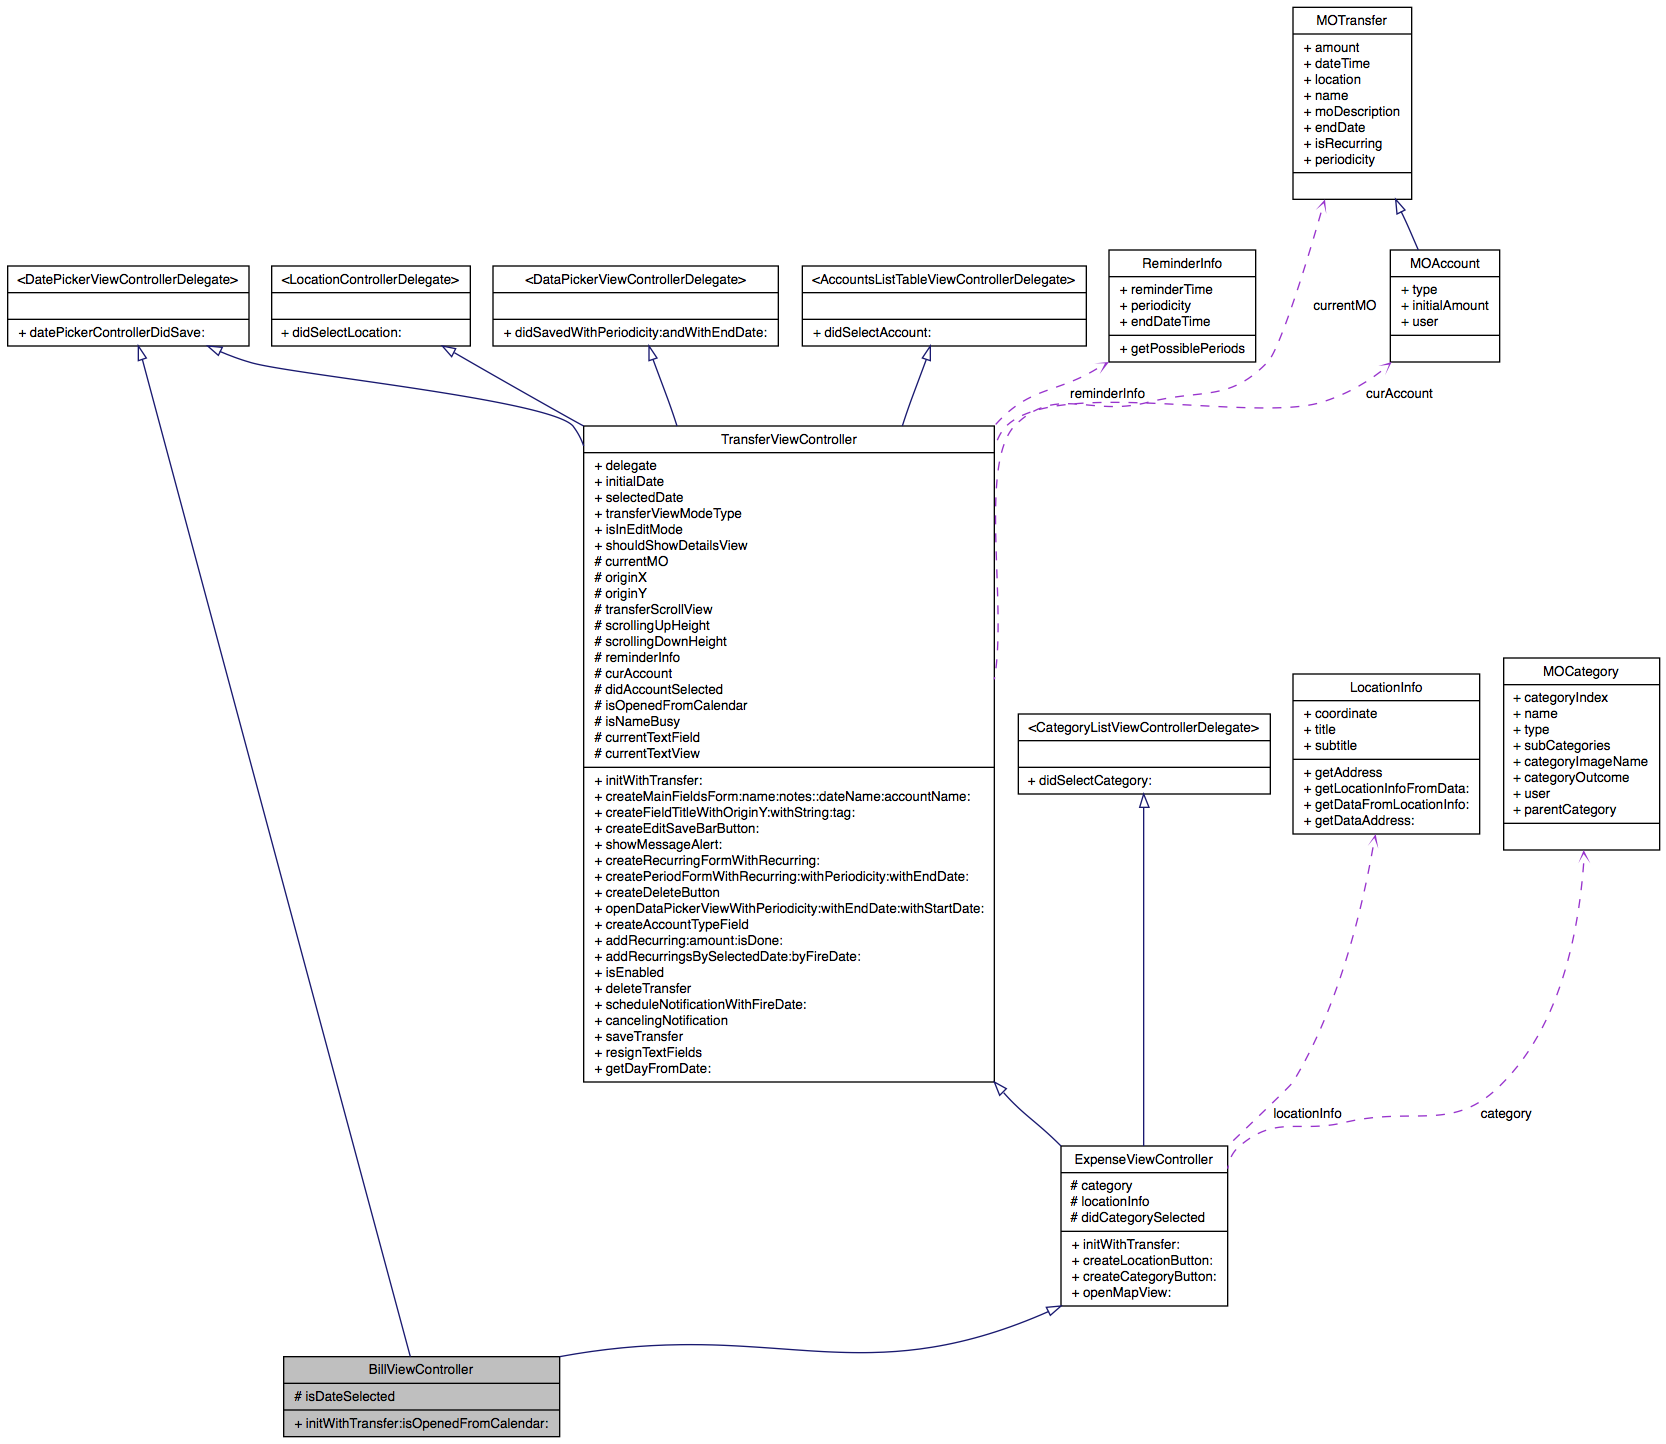 MOTransfer
+ amount
+ dateTime
+ location
+ name
+ moDescription
+ endDate
+ isRecurring
+ periodicity
<DatePickerViewControllerDelegate>
+ datePickerControllerDidSave:
<LocationControllerDelegate>
+ didSelectLocation:
<DataPickerViewControllerDelegate>
+ didSavedWithPeriodicity:andWithEndDate:
<AccountsListTableViewControllerDelegate>
+ didSelectAccount:
ReminderInfo
+ reminderTime
+ periodicity
+ endDateTime
+ getPossiblePeriods
currentMO
MOAccount
+ type
+ initialAmount
+ user
reminderInfo
curAccount
TransferViewController
+ delegate
+ initialDate
+ selectedDate
+ transferViewModeType
+ isInEditMode
+ shouldShowDetailsView
# currentMO
# originX
# originY
# transferScrollView
# scrollingUpHeight
# scrollingDownHeight
# reminderInfo
# curAccount
# didAccountSelected
# isOpenedFromCalendar
# isNameBusy
# currentTextField
# currentTextView
+ initWithTransfer:
+ createMainFieldsForm:name:notes::dateName:accountName:
+ createFieldTitleWithOriginY:withString:tag:
+ createEditSaveBarButton:
+ showMessageAlert:
+ createRecurringFormWithRecurring:
+ createPeriodFormWithRecurring:withPeriodicity:withEndDate:
+ createDeleteButton
+ openDataPickerViewWithPeriodicity:withEndDate:withStartDate:
+ createAccountTypeField
+ addRecurring:amount:isDone:
+ addRecurringsBySelectedDate:byFireDate:
+ isEnabled
+ deleteTransfer
+ scheduleNotificationWithFireDate:
+ cancelingNotification
+ saveTransfer
+ resignTextFields
+ getDayFromDate:
<CategoryListViewControllerDelegate>
+ didSelectCategory:
LocationInfo
+ coordinate
+ title
+ subtitle
+ getAddress
+ getLocationInfoFromData:
+ getDataFromLocationInfo:
+ getDataAddress:
MOCategory
+ categoryIndex
+ name
+ type
+ subCategories
+ categoryImageName
+ categoryOutcome
+ user
+ parentCategory
locationInfo
category
ExpenseViewController
# category
# locationInfo
# didCategorySelected
+ initWithTransfer:
+ createLocationButton:
+ createCategoryButton:
+ openMapView:
BillViewController
# isDateSelected
+ initWithTransfer:isOpenedFromCalendar: